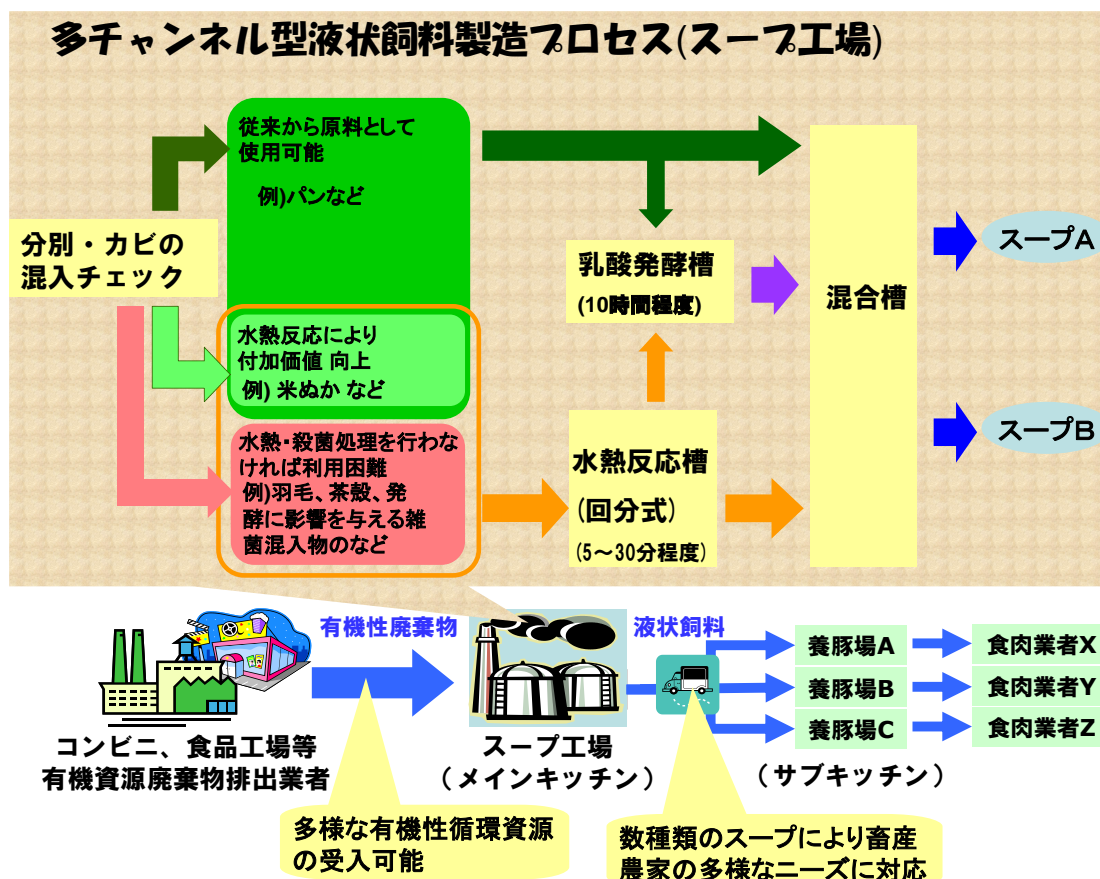 多チャンネル型液状飼料製造プロセス(スープ工場)
従来から原料として
使用可能
例)パンなど
分別・カビの
混入チェック
水熱反応により
付加価値 向上
例) 米ぬか など
水熱・殺菌処理を行わな
ければ利用困難
例)羽毛、茶殻、発
酵に影響を与える雑
菌混入物のなど
乳酸発酵槽
(10時間程度)
水熱反応槽
(回分式)
(5～30分程度)
混合槽
スープA
スープB
有機性廃棄物
液状飼料
コンビニ、食品工場等
有機資源廃棄物排出業者
スープ工場
(メインキッチン)
養豚場A
養豚場B
養豚場C
(サブキッチン)
食肉業者X
食肉業者Y
食肉業者Z
多様な有機性循環資源
の受入可能
数種類のスープにより畜産
農家の多様なニーズに対応